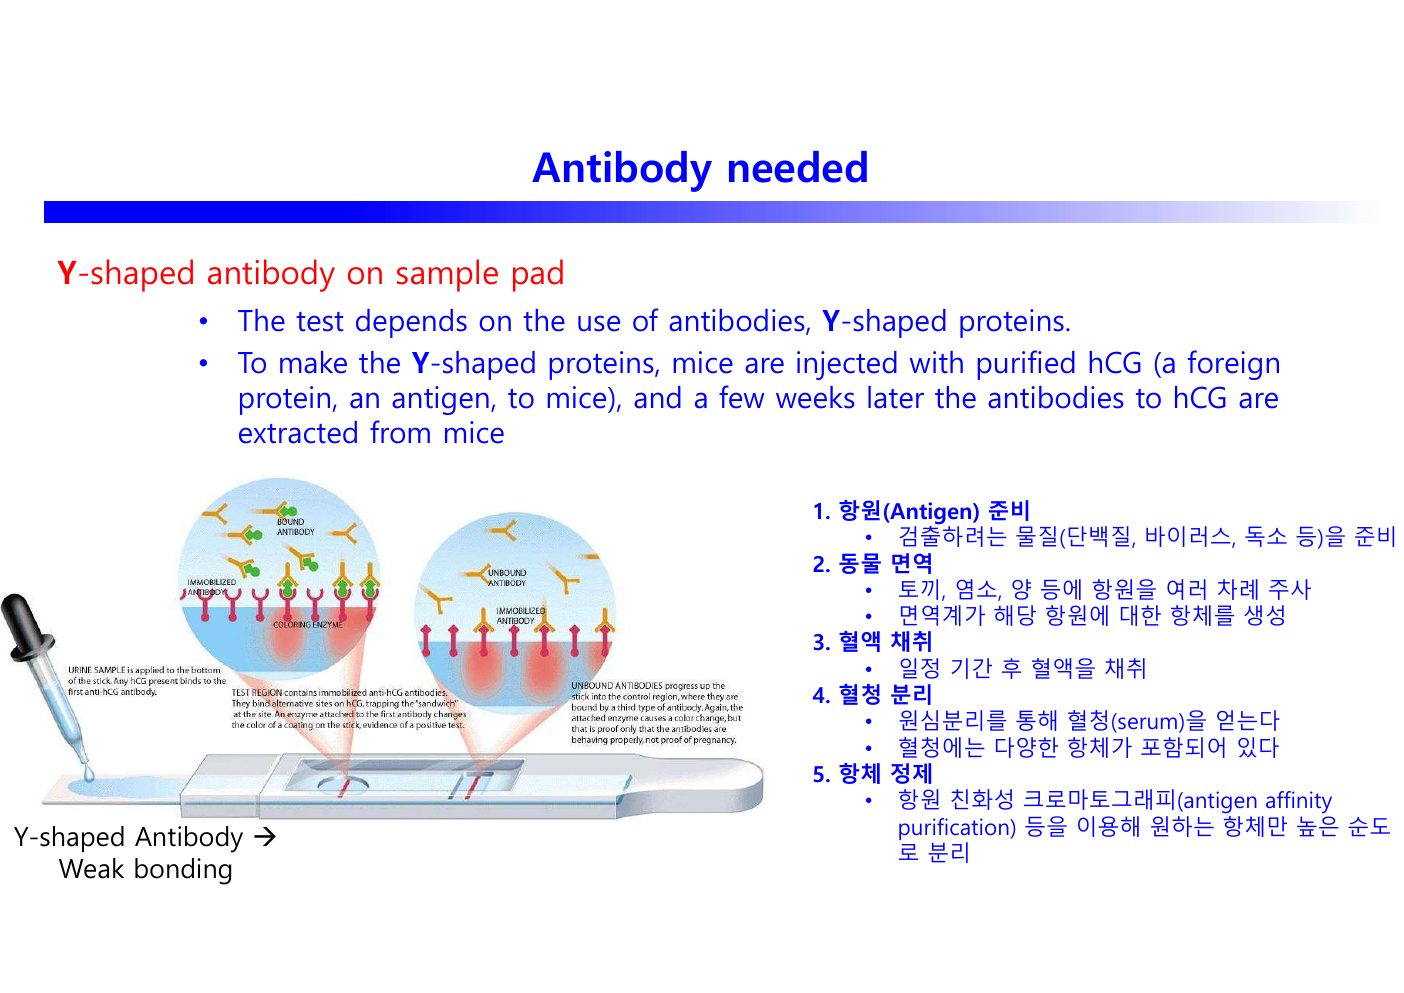 Antibody needed
Y-shaped antibody on sample pad
• The test depends on the use of antibodies, Y-shaped proteins.
• To make the Y-shaped proteins, mice are injected with purified hCG (a foreign
protein, an antigen, to mice), and a few weeks later the antibodies to hCG are
extracted from mice
BOUND
ANTIBODY
IMMOBILIZED
ANTIBODY
COLORING ENZYME
UNBOUND
ANTIBODY
IMMOBILIZED
ANTIBODY
URINE SAMPLE is applied to the bottom
of the stick. Any hCG present binds to the
first anti-hCG antibody.
TEST REGION contains immobilized anti-hCG antibodies.
They bind alternative sites on hCG, trapping the "sandwich"
at the site. An enzyme attached to the first antibody changes
the color of a coating on the stick, evidence of a positive test.
UNBOUND ANTIBODIES progress up the
stick into the control region, where they are
bound by a third type of antibody. Again, the
attached enzyme causes a color change, but
that is proof only that the antibodies are
behaving properly, not proof of pregnancy.
Y-shaped Antibody →
Weak bonding
1. 항원(Antigen) 준비
• 검출하려는 물질(단백질, 바이러스, 독소 등)을 준비
2. 동물 면역
• 토끼, 염소, 양 등에 항원을 여러 차례 주사
• 면역계가 해당 항원에 대한 항체를 생성
3. 혈액 채취
• 일정 기간 후 혈액을 채취
4. 혈청 분리
• 원심분리를 통해 혈청(serum)을 얻는다
• 혈청에는 다양한 항체가 포함되어 있다
5. 항체 정제
• 항원 친화성 크로마토그래피(antigen affinity
purification) 등을 이용해 원하는 항체만 높은 순도
로 분리